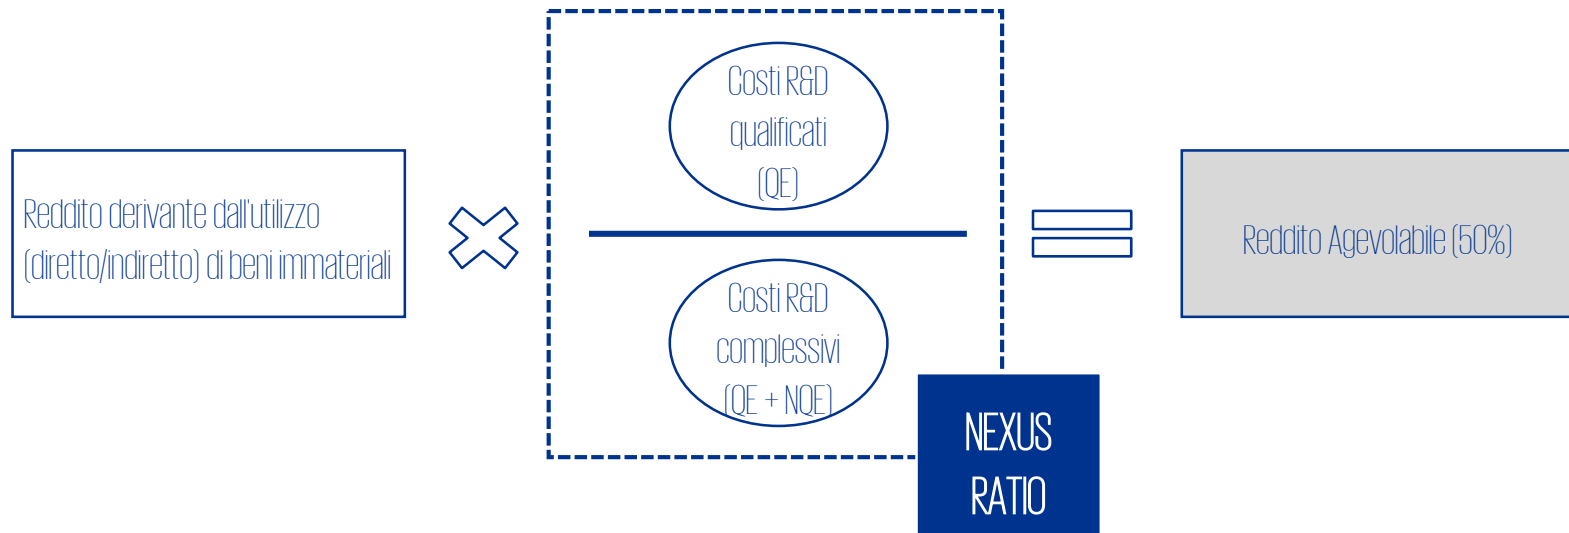 Reddito derivante dall'utilizzo
(diretto/indiretto) di beni immateriali
Costi R&D
qualificati
(QE)
Costi R&D
complessivi
(QE + NQE)
NEXUS
RATIO
Reddito Agevolabile (50%)